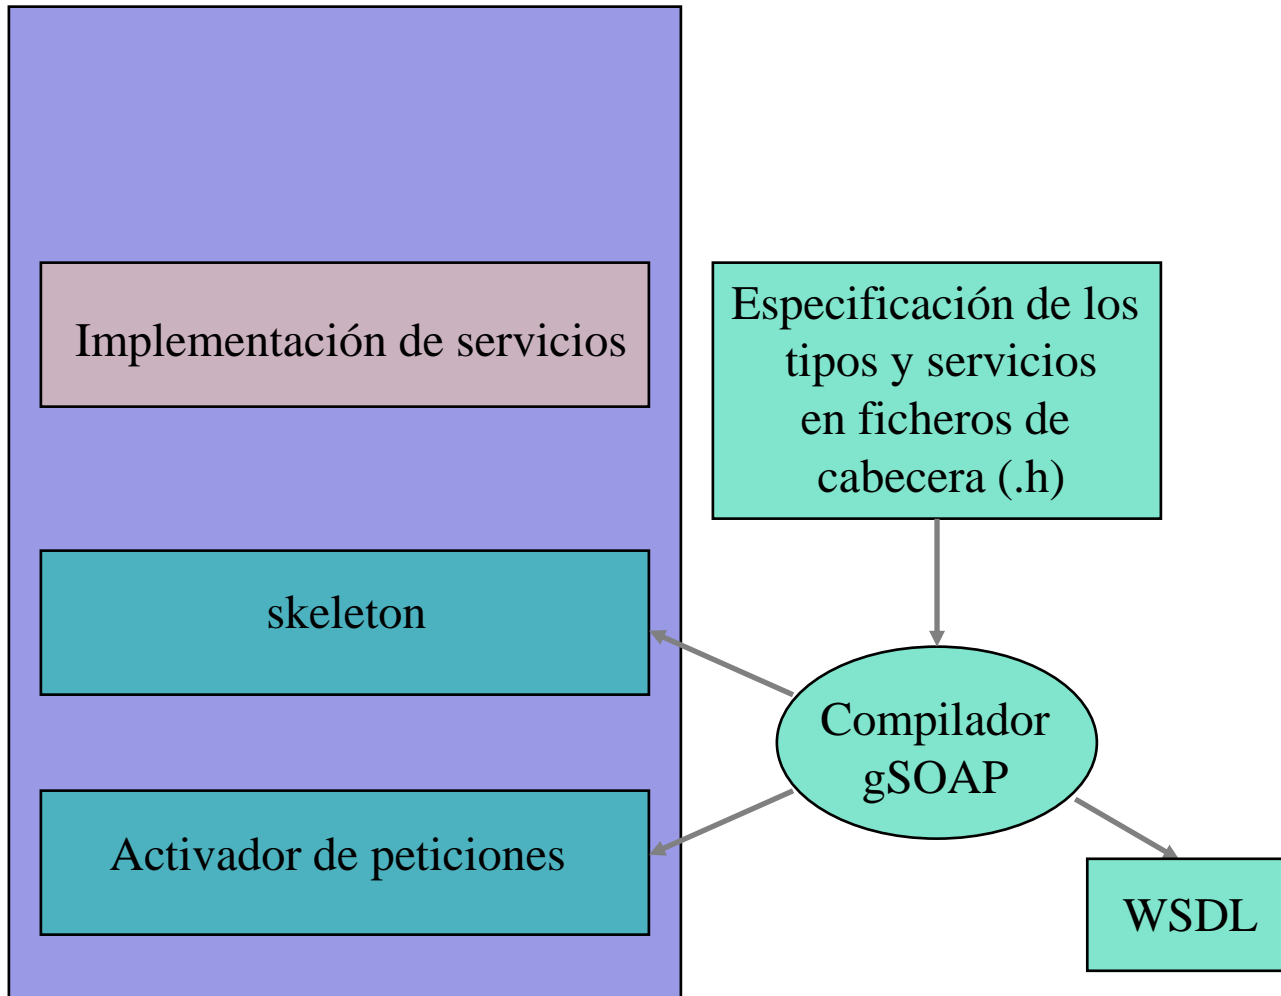 Implementación de servicios
Especificación de los
tipos y servicios
en ficheros de
cabecera (.h)
skeleton
Compilador
gSOAP
Activador de peticiones
WSDL